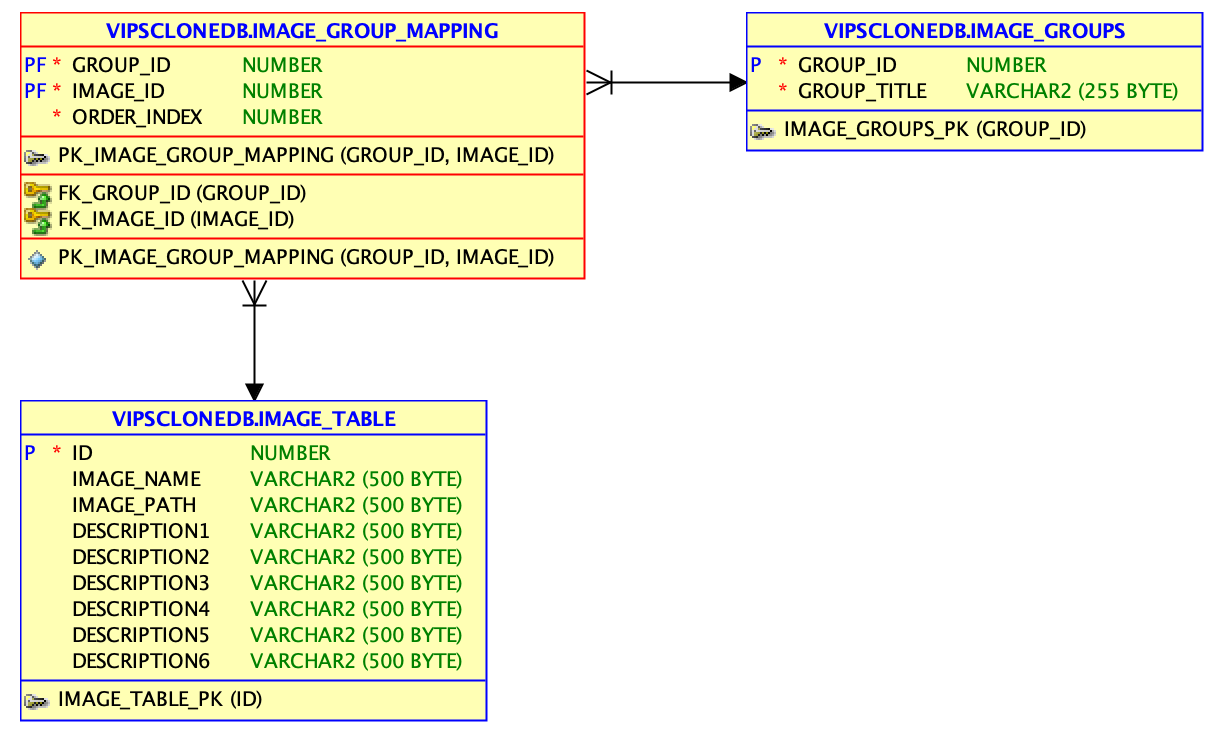 VIPSCLONEDB.IMAGE_GROUP_MAPPING
PF * GROUP_ID NUMBER
PF * IMAGE_ID NUMBER
* ORDER_INDEX NUMBER
PK_IMAGE_GROUP_MAPPING (GROUP_ID, IMAGE_ID)
FK_GROUP_ID (GROUP_ID)
FK_IMAGE_ID (IMAGE_ID)
PK_IMAGE_GROUP_MAPPING (GROUP_ID, IMAGE_ID)
VIPSCLONEDB.IMAGE_GROUPS
P * GROUP_ID NUMBER
* GROUP_TITLE VARCHAR2 (255 BYTE)
IMAGE_GROUPS_PK (GROUP_ID)
VIPSCLONEDB.IMAGE_TABLE
P * ID NUMBER
IMAGE_NAME VARCHAR2 (500 BYTE)
IMAGE_PATH VARCHAR2 (500 BYTE)
DESCRIPTION1 VARCHAR2 (500 BYTE)
DESCRIPTION2 VARCHAR2 (500 BYTE)
DESCRIPTION3 VARCHAR2 (500 BYTE)
DESCRIPTION4 VARCHAR2 (500 BYTE)
DESCRIPTION5 VARCHAR2 (500 BYTE)
DESCRIPTION6 VARCHAR2 (500 BYTE)
IMAGE_TABLE_PK (ID)